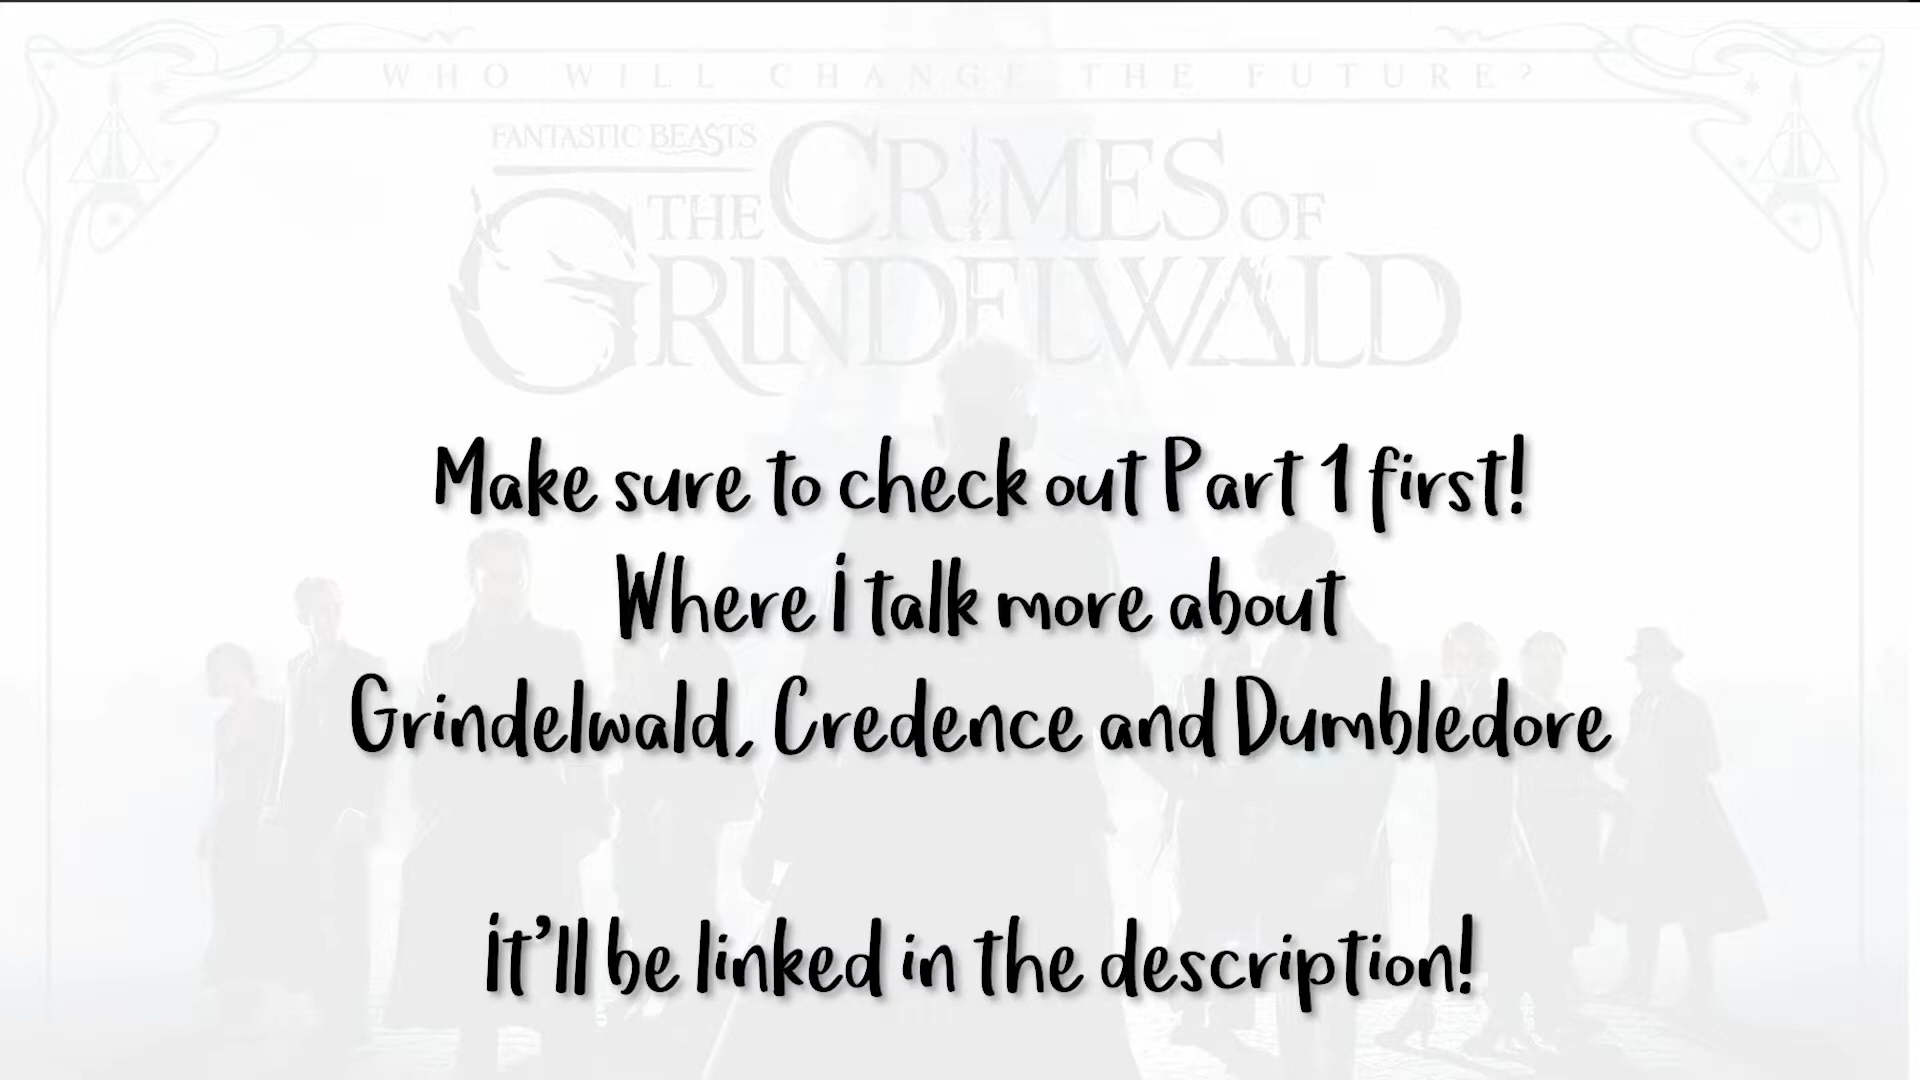 WHO WILL CHANGE THE FUTURE?
FANTASTIC BEASTS
THE CRIMES OF
GRINDELWALD
Make sure to check out Part 1 first!
Where i talk more about
Grindelwald, Credence and Dumbledore
it’ll be linked in the description!